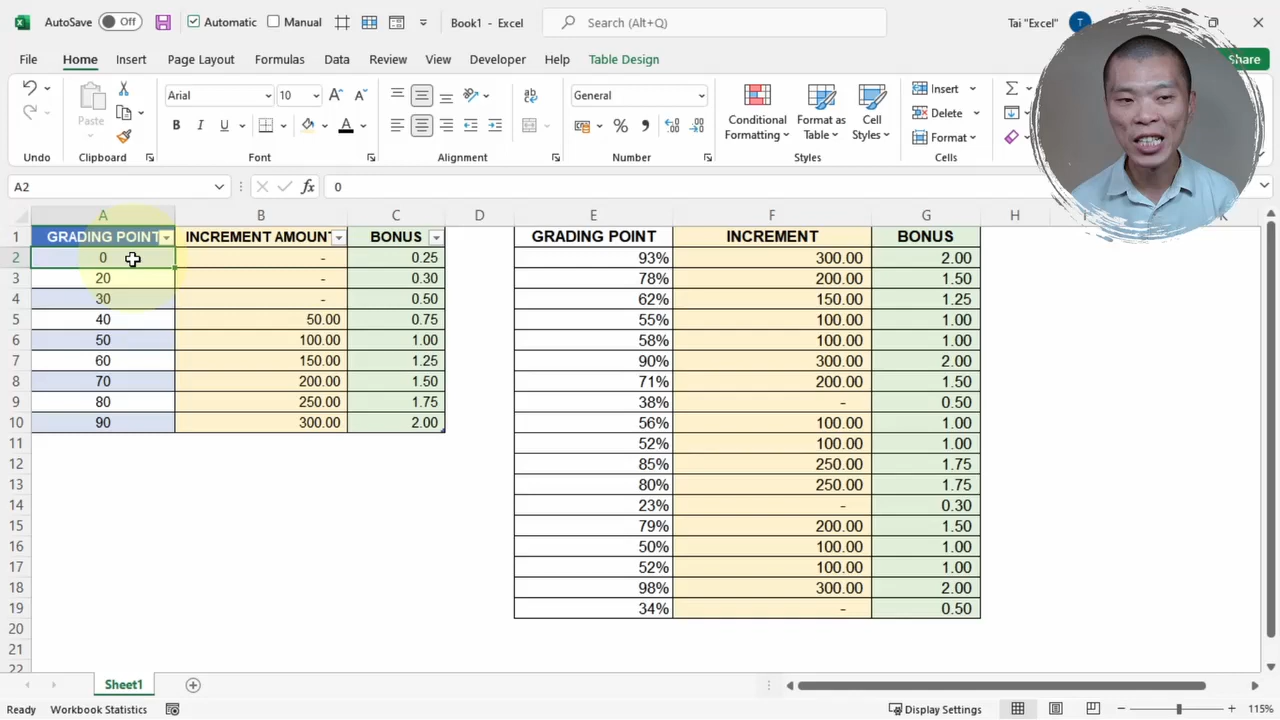 AutoSave Off Automatic Manual Book1 - Excel Search (Alt+Q) Tai "Excel" T
File Home Insert Page Layout Formulas Data Review View Developer Help Table Design Share
Paste Arial 10 A A ab General Conditional Formatting Format as Table Cell Styles Insert Delete Format
B I U A % ,
Undo Clipboard Font Alignment Number Styles Cells
A2 fx 0
A B C D E F G H
1 GRADING POINT INCREMENT AMOUNT BONUS GRADING POINT INCREMENT BONUS
2 0 - 0.25 93% 300.00 2.00
3 20 - 0.30 78% 200.00 1.50
4 30 - 0.50 62% 150.00 1.25
5 40 50.00 0.75 55% 100.00 1.00
6 50 100.00 1.00 58% 100.00 1.00
7 60 150.00 1.25 90% 300.00 2.00
8 70 200.00 1.50 71% 200.00 1.50
9 80 250.00 1.75 38% - 0.50
10 90 300.00 2.00 56% 100.00 1.00
11 52% 100.00 1.00
12 85% 250.00 1.75
13 80% 250.00 1.75
14 23% - 0.30
15 79% 200.00 1.50
16 50% 100.00 1.00
17 52% 100.00 1.00
18 98% 300.00 2.00
19 34% - 0.50
20
21
22
Sheet1
Ready Workbook Statistics Display Settings 115%